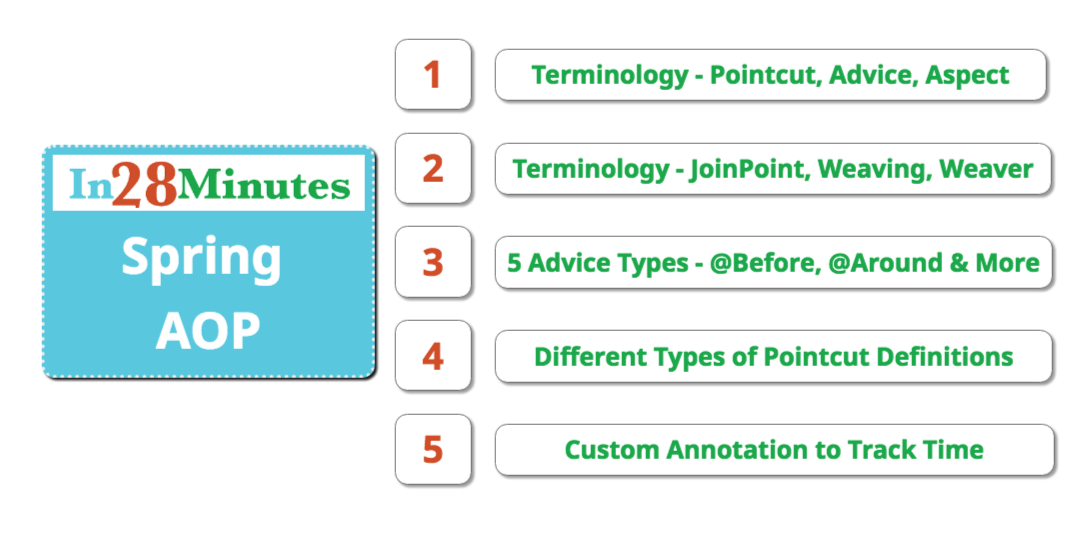 In28Minutes
Spring
AOP
1
Terminology - Pointcut, Advice, Aspect
2
Terminology - JoinPoint, Weaving, Weaver
3
5 Advice Types - @Before, @Around & More
4
Different Types of Pointcut Definitions
5
Custom Annotation to Track Time